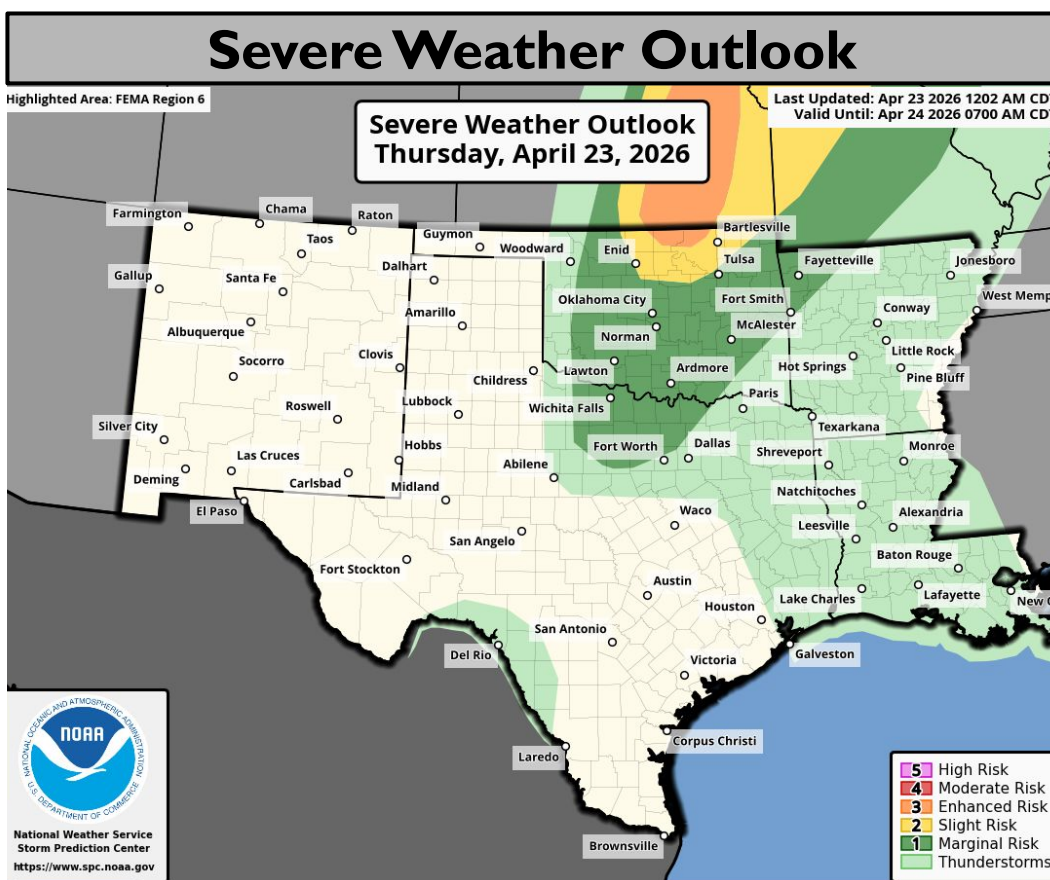 Severe Weather Outlook
Highlighted Area: FEMA Region 6
Severe Weather Outlook
Thursday, April 23, 2026
Last Updated: Apr 23 2026 1202 AM CD
Valid Until: Apr 24 2026 0700 AM CD
Farmington
Chama
Raton
Taos
Guymon
Woodward
Enid
Bartlesville
Gallup
Santa Fe
Dalhart
Tulsa
Fayetteville
Jonesboro
Albuquerque
Amarillo
Oklahoma City
Fort Smith
Conway
West Memp
Norman
McAlester
Socorro
Clovis
Childress
Lawton
Ardmore
Hot Springs
Little Rock
Pine Bluff
Roswell
Lubbock
Wichita Falls
Paris
Texarkana
Silver City
Las Cruces
Hobbs
Abilene
Fort Worth
Dallas
Shreveport
Monroe
Deming
Carlsbad
Midland
Natchitoches
El Paso
San Angelo
Waco
Leesville
Alexandria
Fort Stockton
Austin
Baton Rouge
Houston
Lake Charles
Lafayette
New
Del Rio
San Antonio
Victoria
Galveston
Laredo
Corpus Christi
Brownsville
NATIONAL OCEANIC AND ATMOSPHERIC ADMINISTRATION
NOAA
U.S. DEPARTMENT OF COMMERCE
National Weather Service
Storm Prediction Center
https://www.spc.noaa.gov
5 High Risk
4 Moderate Risk
3 Enhanced Risk
2 Slight Risk
1 Marginal Risk
Thunderstorms